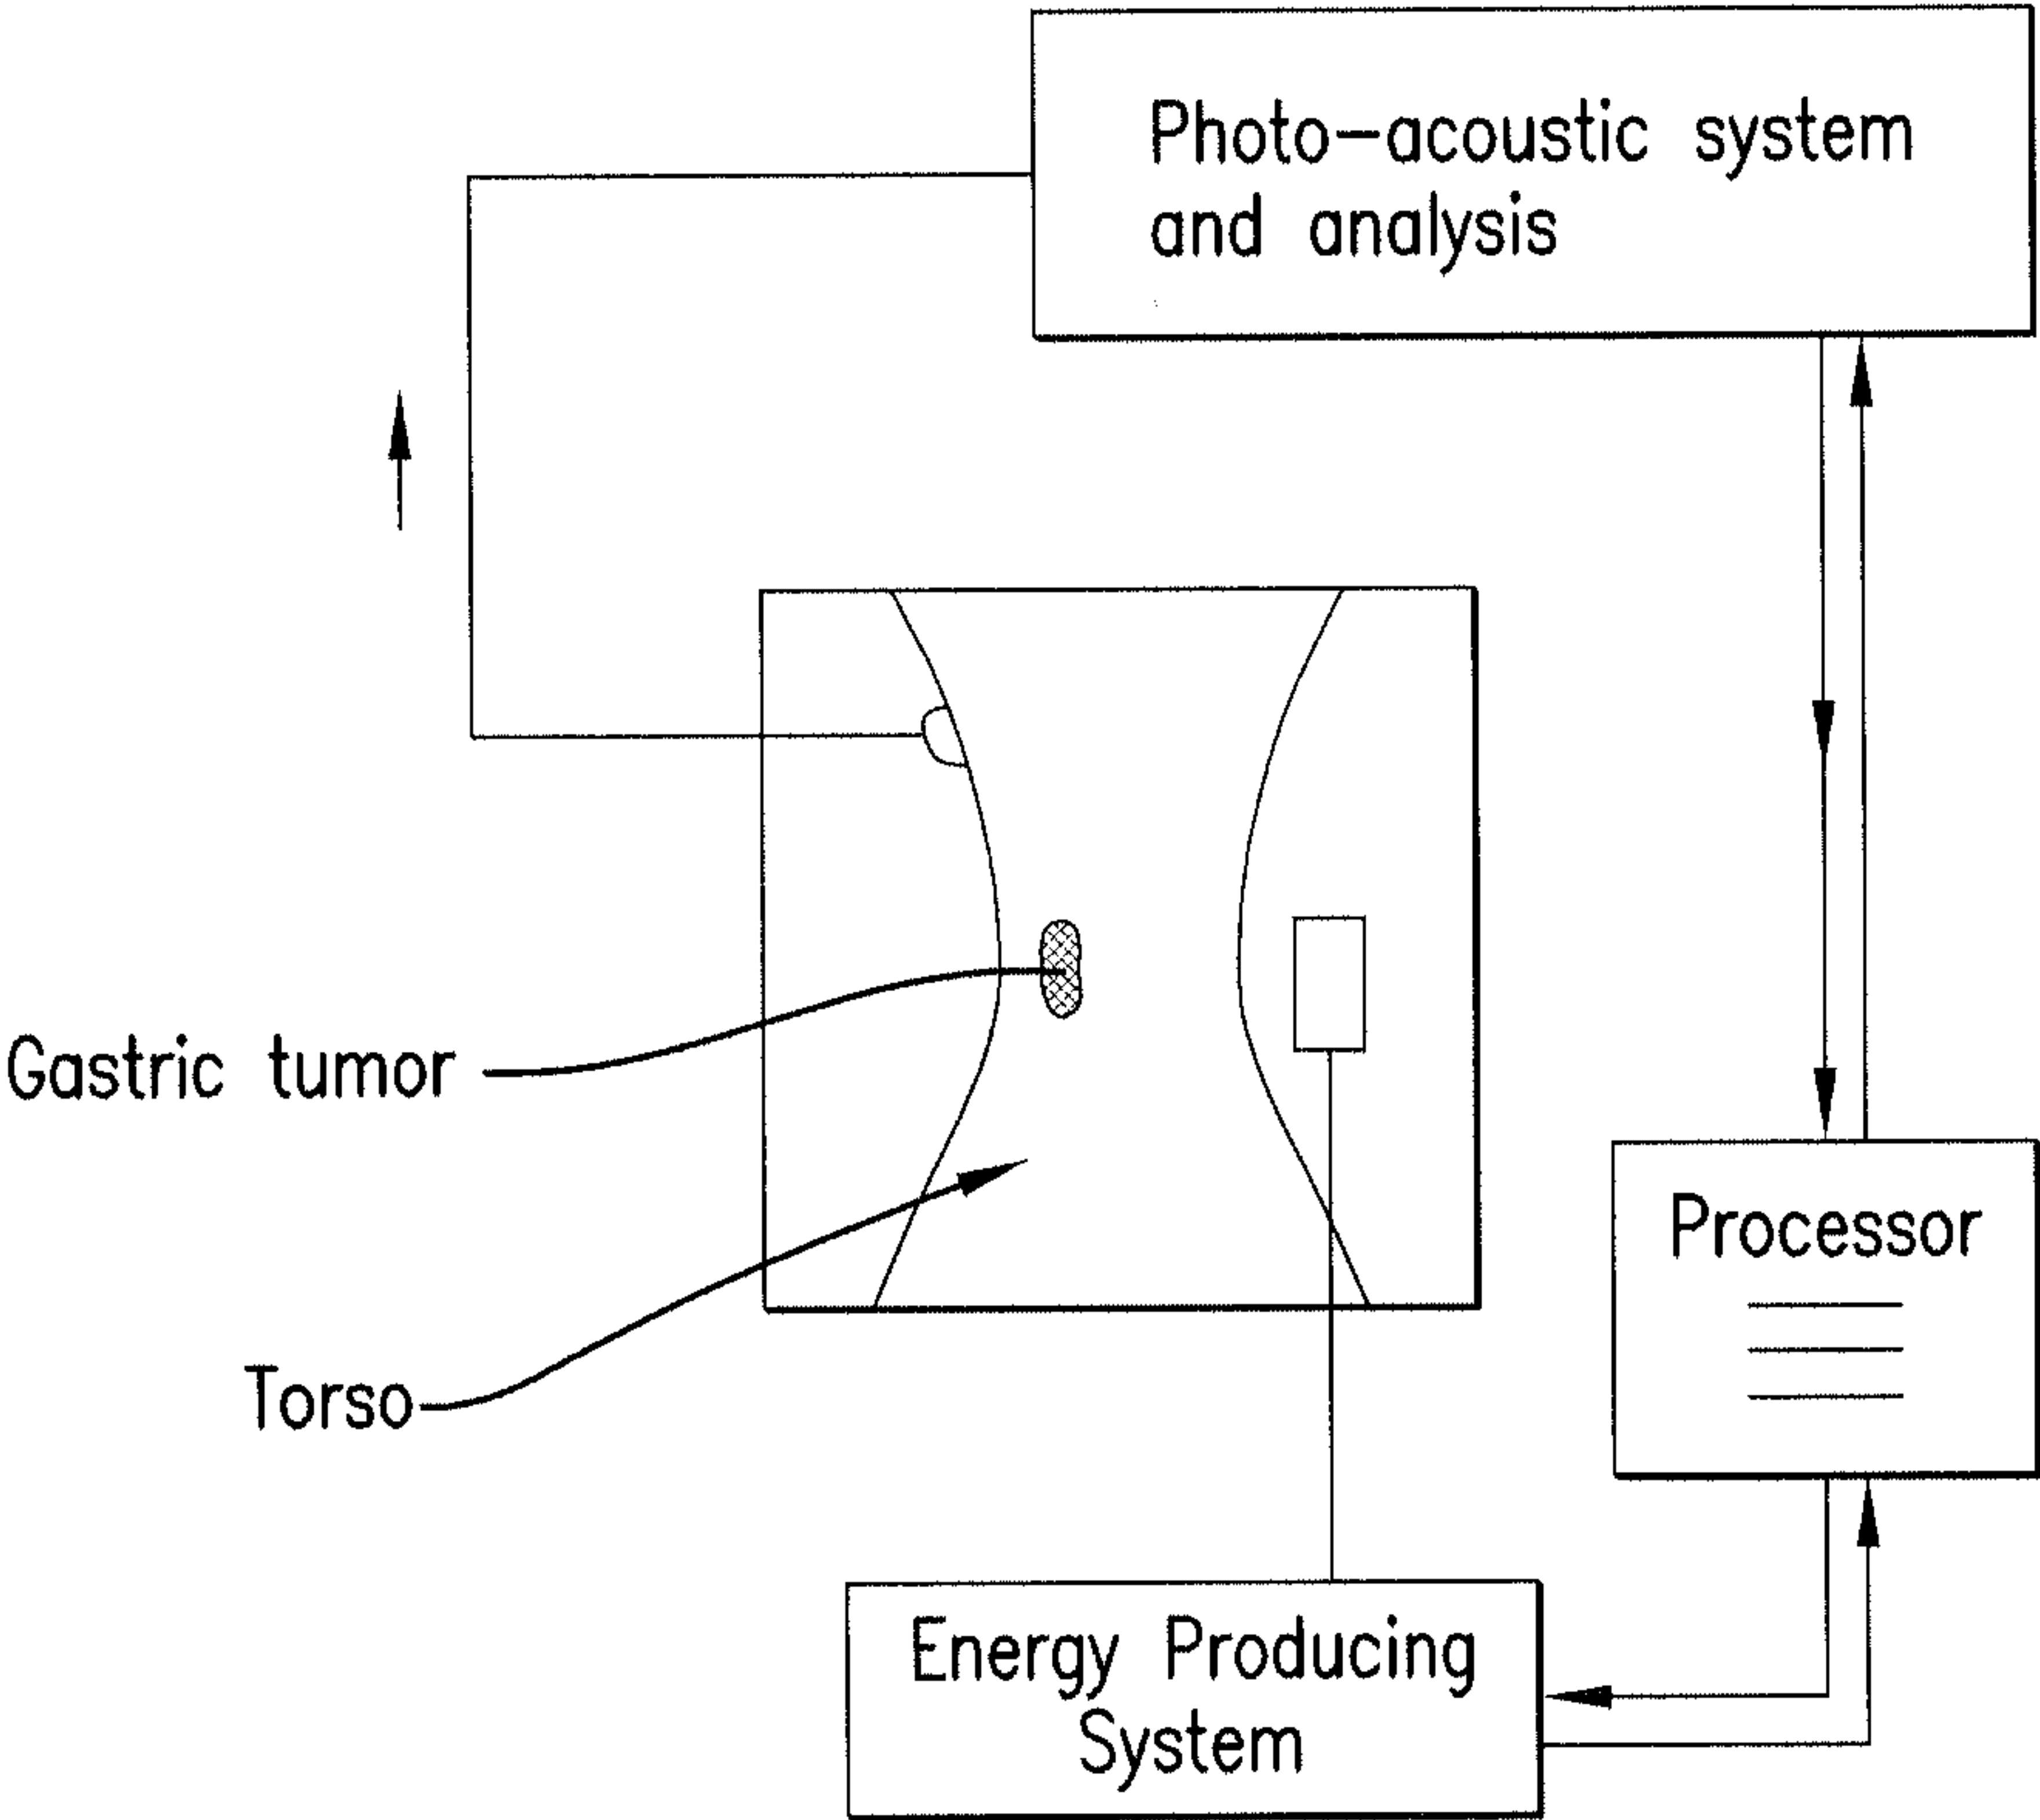 Photo-acoustic system
and analysis
Gastric tumor
Torso
Processor
Energy Producing
System